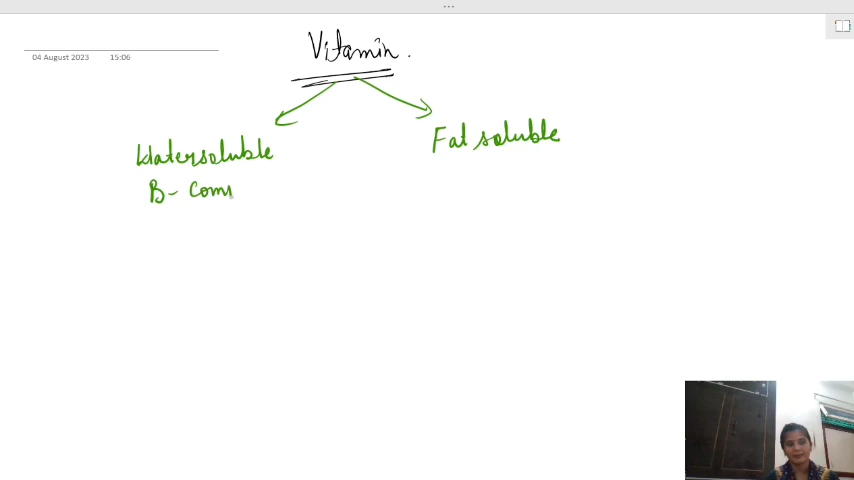 Vitamin.
04 August 2023 15:06
Fat soluble
Watersoluble
B- Com